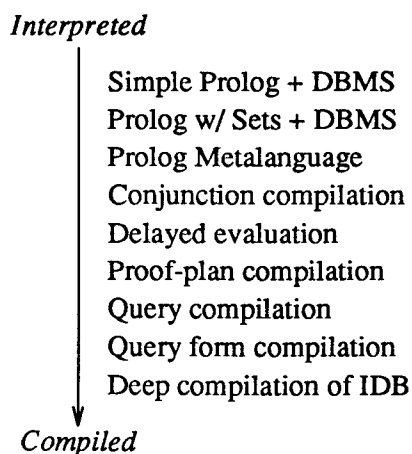 Interpreted
Simple Prolog + DBMS
Prolog w/ Sets + DBMS
Prolog Metalanguage
Conjunction compilation
Delayed evaluation
Proof-plan compilation
Query compilation
Query form compilation
Deep compilation of IDB
Compiled